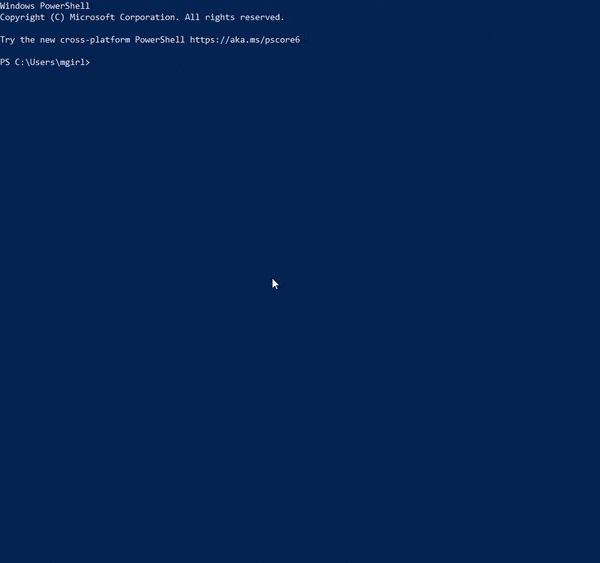 Windows PowerShell
Copyright (C) Microsoft Corporation. All rights reserved.
Try the new cross-platform PowerShell https://aka.ms/pscore6
PS C:\Users\mgirl>